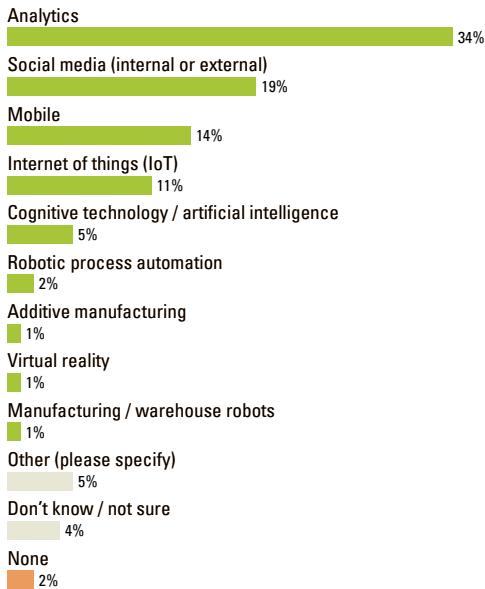 Analytics
34%
Social media (internal or external)
19%
Mobile
14%
Internet of things (IoT)
11%
Cognitive technology / artificial intelligence
5%
Robotic process automation
2%
Additive manufacturing
1%
Virtual reality
1%
Manufacturing / warehouse robots
1%
Other (please specify)
5%
Don’t know / not sure
4%
None
2%